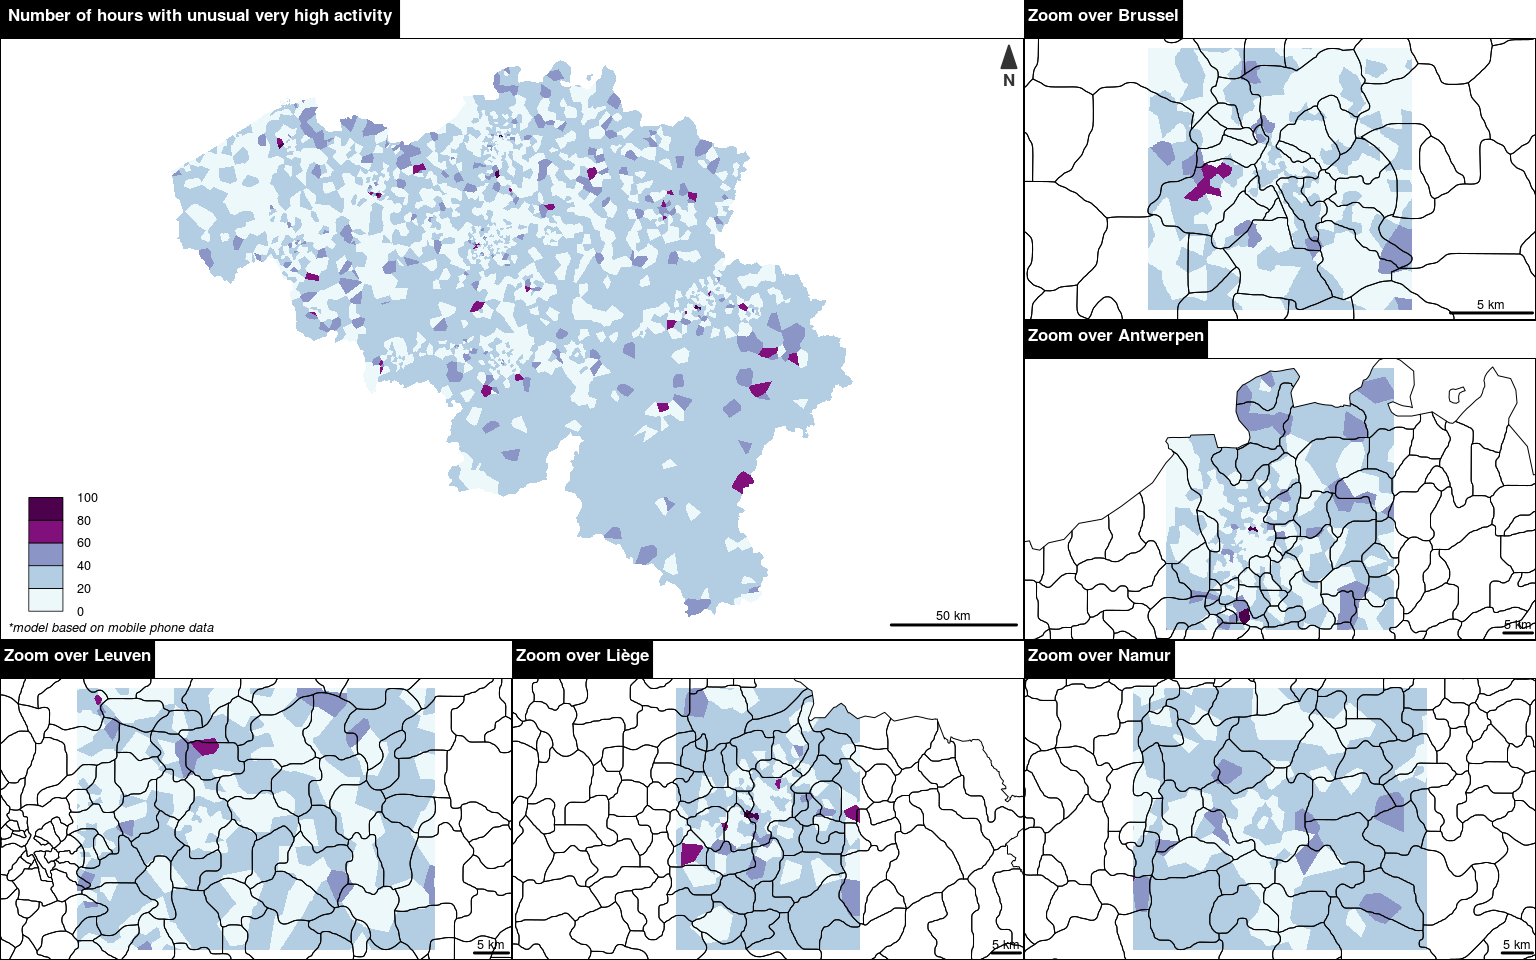 Number of hours with unusual very high activity
N
100
80
60
40
20
0
*model based on mobile phone data
50 km
Zoom over Brussel
5 km
Zoom over Antwerpen
5 km
Zoom over Leuven
5 km
Zoom over Liège
5 km
Zoom over Namur
5 km